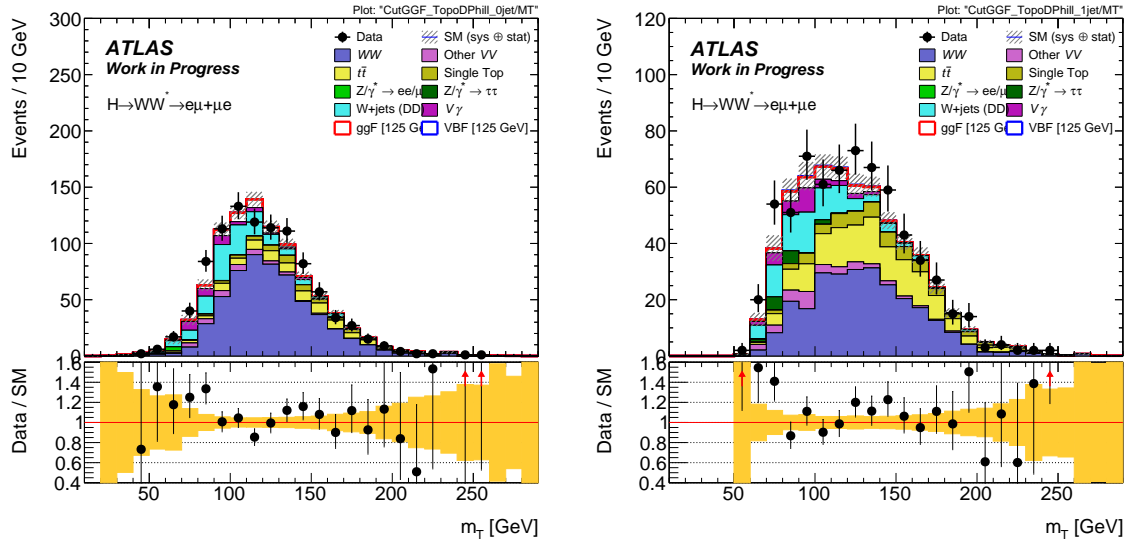 Plot: "CutGGF_TopoDPhill_0jet/MT"
Events / 10 GeV
300
250
200
150
100
50
0
ATLAS
Work in Progress
H→WW*→eμ+μe
Data
SM (sys ⊕ stat)
WW
Other VV
tt̄
Single Top
Z/γ* → ee/μ
Z/γ* → ττ
W+jets (DD)
Vγ
ggF [125 Ge
VBF [125 GeV]
Data / SM
1.6
1.4
1.2
1
0.8
0.6
0.4
50
100
150
200
250
m_T [GeV]
Plot: "CutGGF_TopoDPhill_1jet/MT"
Events / 10 GeV
120
100
80
60
40
20
0
ATLAS
Work in Progress
H→WW*→eμ+μe
Data
SM (sys ⊕ stat)
WW
Other VV
tt̄
Single Top
Z/γ* → ee/μ
Z/γ* → ττ
W+jets (DD)
Vγ
ggF [125 Ge
VBF [125 GeV]
Data / SM
1.6
1.4
1.2
1
0.8
0.6
0.4
50
100
150
200
250
m_T [GeV]